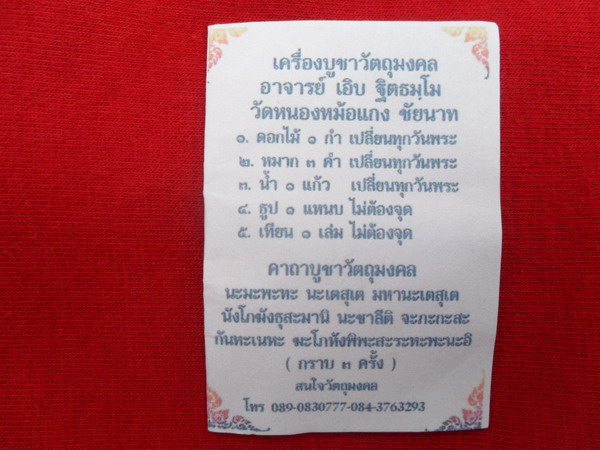 เครื่องบูชาวัตถุมงคล
อาจารย์ เอิบ ฐิตธมฺโม
วัดหนองหม้อแกง ชัยนาท
๑. ดอกไม้ ๑ กำ เปลี่ยนทุกวันพระ
๒. หมาก ๓ คำ เปลี่ยนทุกวันพระ
๓. น้ำ ๑ แก้ว เปลี่ยนทุกวันพระ
๔. ธูป ๑ แหนบ ไม่ต้องจุด
๕. เทียน ๑ เล่ม ไม่ต้องจุด
คาถาบูชาวัตถุมงคล
นะมะพะทะ นะเตสุเต มหานะเตสุเต
นังโภฆังธุสะมานิ นะชาลีติ จะภะกะสะ
กันหะเนหะ ฆะโภหังพิพะสะระหะพะนะอิ
( กราบ ๓ ครั้ง )
สนใจวัตถุมงคล
โทร 089-0830777-084-3763293